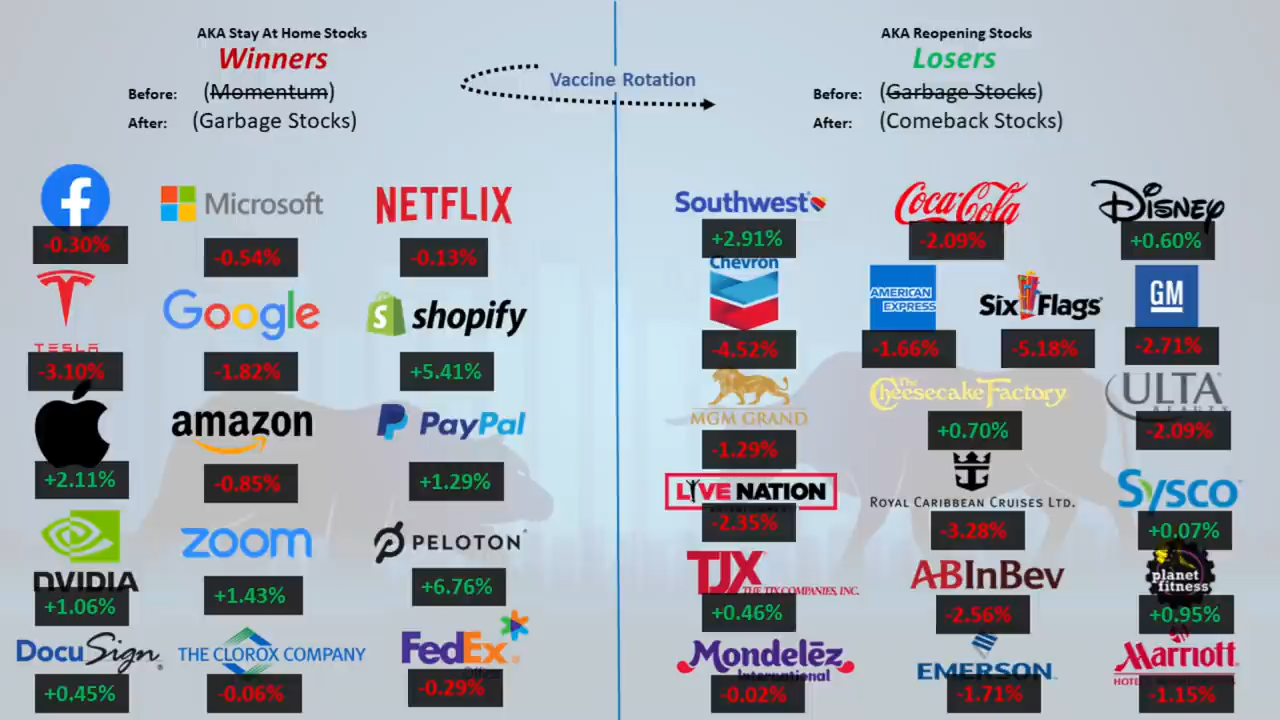 AKA Stay At Home Stocks
Winners
Before: (Momentum)
After: (Garbage Stocks)
Vaccine Rotation
AKA Reopening Stocks
Losers
Before: (Garbage Stocks)
After: (Comeback Stocks)
f
-0.30%
Microsoft
-0.54%
NETFLIX
-0.13%
TESLA
-3.10%
Google
-1.82%
shopify
+5.41%
+2.11%
amazon
-0.85%
PayPal
+1.29%
NVIDIA
+1.06%
zoom
+1.43%
PELOTON
+6.76%
DocuSign
+0.45%
THE CLOROX COMPANY
-0.06%
FedEx
Office
-0.29%
Southwest
+2.91%
Coca-Cola
-2.09%
Disney
+0.60%
Chevron
-4.52%
AMERICAN
EXPRESS
-1.66%
Six Flags
-5.18%
GM
-2.71%
MGM GRAND
-1.29%
The Cheesecake Factory
+0.70%
ULTA
BEAUTY
-2.09%
LIVE NATION
-2.35%
ROYAL CARIBBEAN CRUISES LTD.
-3.28%
Sysco
+0.07%
TJX
THE TJX COMPANIES, INC.
+0.46%
ABInBev
-2.56%
planet
fitness
+0.95%
Mondelēz
International
-0.02%
EMERSON
-1.71%
Marriott
-1.15%